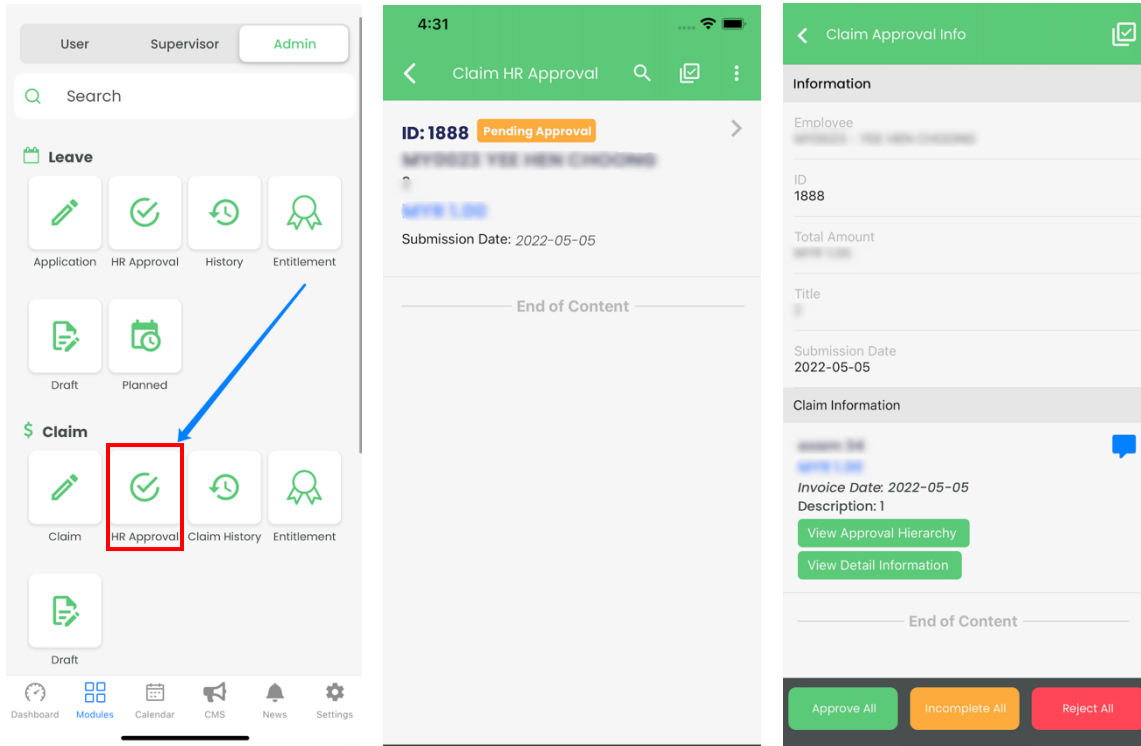 User Supervisor Admin
Search
Leave
Application HR Approval History Entitlement
Draft Planned
$ Claim
Claim HR Approval Claim History Entitlement
Draft
Dashboard Modules Calendar CMS News Settings
4:31
Claim HR Approval
ID: 1888 Pending Approval
Submission Date: 2022-05-05
End of Content
Claim Approval Info
Information
Employee
ID
1888
Total Amount
Title
Submission Date
2022-05-05
Claim Information
Invoice Date: 2022-05-05
Description: 1
View Approval Hierarchy
View Detail Information
End of Content
Approve All Incomplete All Reject All